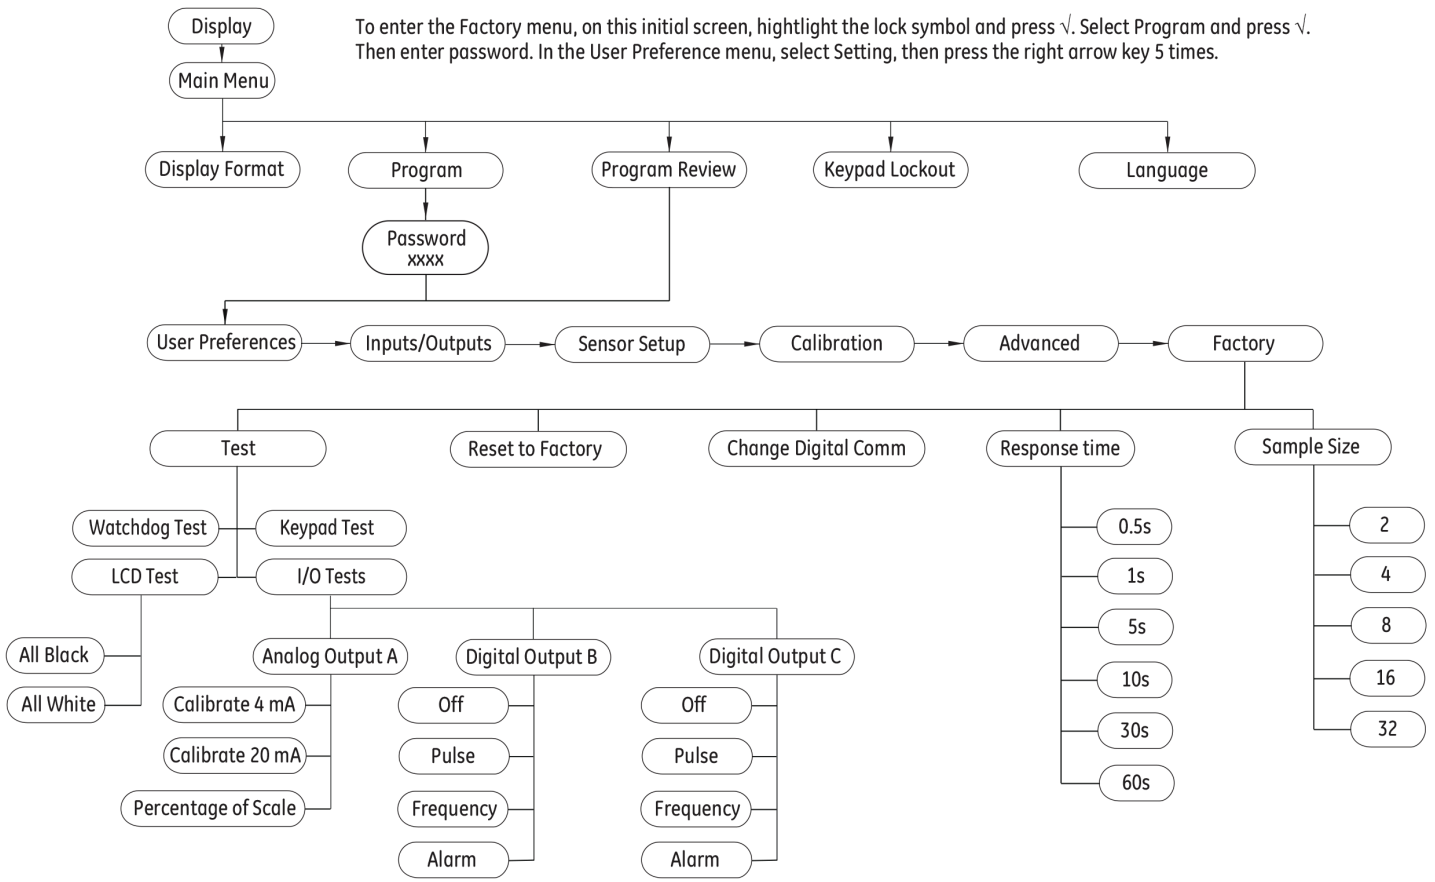 Display
To enter the Factory menu, on this initial screen, hightlight the lock symbol and press √. Select Program and press √.
Then enter password. In the User Preference menu, select Setting, then press the right arrow key 5 times.
Main Menu
Display Format
Program
Program Review
Keypad Lockout
Language
Password
xxxx
User Preferences
Inputs/Outputs
Sensor Setup
Calibration
Advanced
Factory
Test
Reset to Factory
Change Digital Comm
Response time
Sample Size
Watchdog Test
Keypad Test
LCD Test
I/O Tests
All Black
All White
Analog Output A
Calibrate 4 mA
Calibrate 20 mA
Percentage of Scale
Digital Output B
Off
Pulse
Frequency
Alarm
Digital Output C
Off
Pulse
Frequency
Alarm
0.5s
1s
5s
10s
30s
60s
2
4
8
16
32